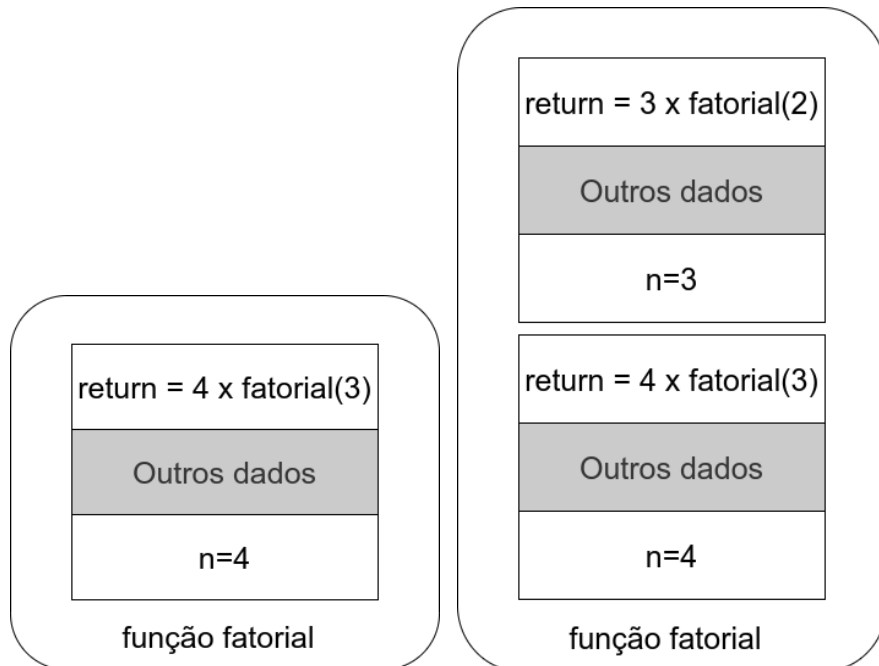 return = 4 x fatorial(3)
Outros dados
n=4
função fatorial
return = 3 x fatorial(2)
Outros dados
n=3
return = 4 x fatorial(3)
Outros dados
n=4
função fatorial